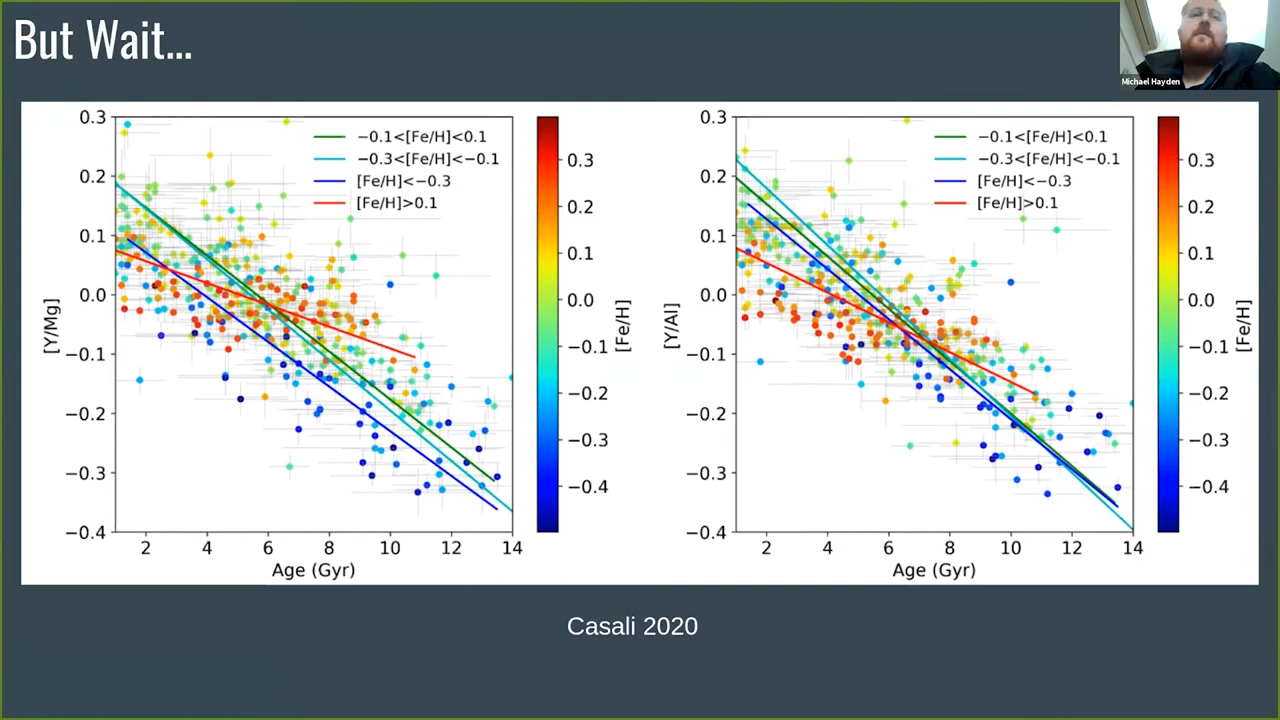 But Wait...
Michael Hayden
0.3
0.2
0.1
0.0
−0.1
−0.2
−0.3
−0.4
[Y/Mg]
−0.1<[Fe/H]<0.1
−0.3<[Fe/H]<−0.1
[Fe/H]<−0.3
[Fe/H]>0.1
2 4 6 8 10 12 14
Age (Gyr)
0.3
0.2
0.1
0.0
−0.1
−0.2
−0.3
−0.4
[Fe/H]
0.3
0.2
0.1
0.0
−0.1
−0.2
−0.3
−0.4
[Y/Al]
−0.1<[Fe/H]<0.1
−0.3<[Fe/H]<−0.1
[Fe/H]<−0.3
[Fe/H]>0.1
2 4 6 8 10 12 14
Age (Gyr)
0.3
0.2
0.1
0.0
−0.1
−0.2
−0.3
−0.4
[Fe/H]
Casali 2020